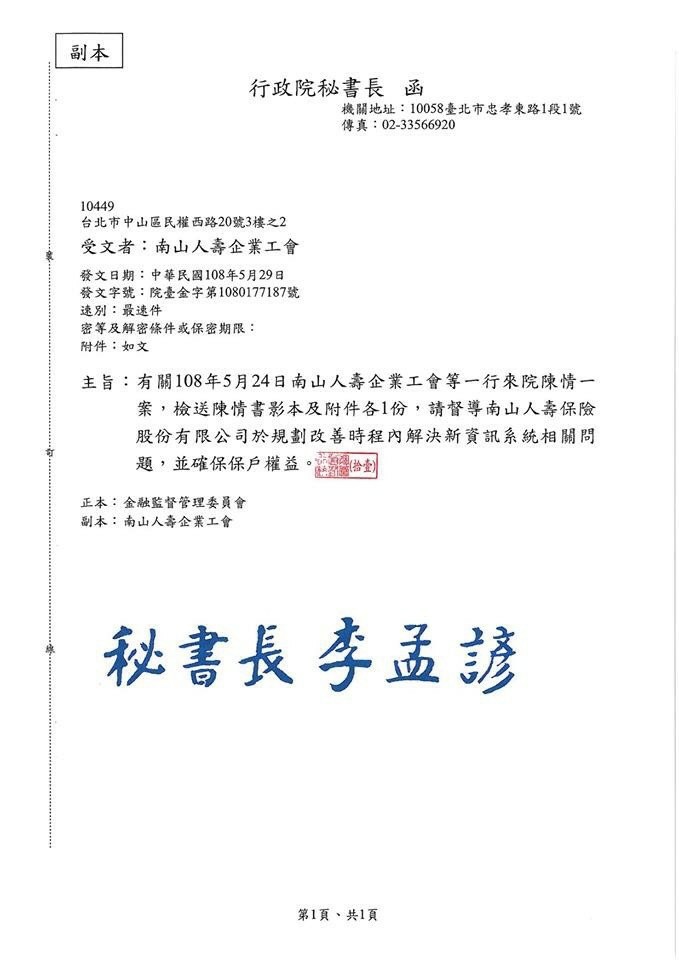 副本
行政院秘書長 函
機關地址：10058臺北市忠孝東路1段1號
傳真：02-33566920
10449
台北市中山區民權西路20號3樓之2
受文者：南山人壽企業工會
發文日期：中華民國108年5月29日
發文字號：院臺金字第1080177187號
速別：最速件
密等及解密條件或保密期限：
附件：如文
主旨：有關108年5月24日南山人壽企業工會等一行來院陳情一
案，檢送陳情書影本及附件各1份，請督導南山人壽保險
股份有限公司於規劃改善時程內解決新資訊系統相關問
題，並確保保戶權益。
(拾壹)
正本：金融監督管理委員會
副本：南山人壽企業工會
裝
訂
線
秘書長李孟諺
第1頁、共1頁